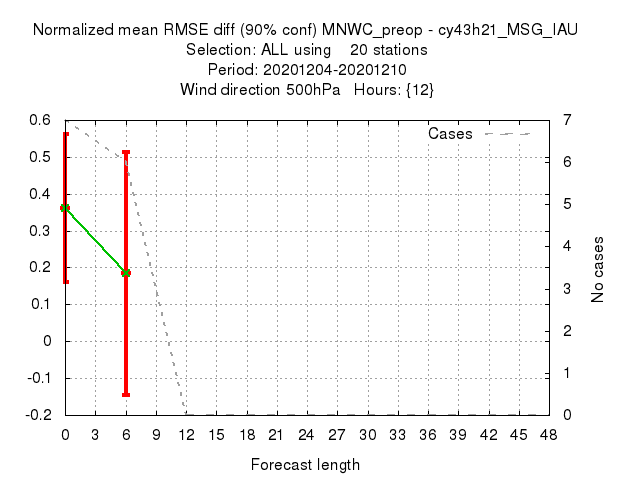 Normalized mean RMSE diff (90% conf) MNWC_preop - cy43h21_MSG_IAU
Selection: ALL using 20 stations
Period: 20201204-20201210
Wind direction 500hPa Hours: {12}
0.6
0.5
0.4
0.3
0.2
0.1
0
-0.1
-0.2
Cases
7
6
5
4
3
2
1
0
No cases
0 3 6 9 12 15 18 21 24 27 30 33 36 39 42 45 48
Forecast length